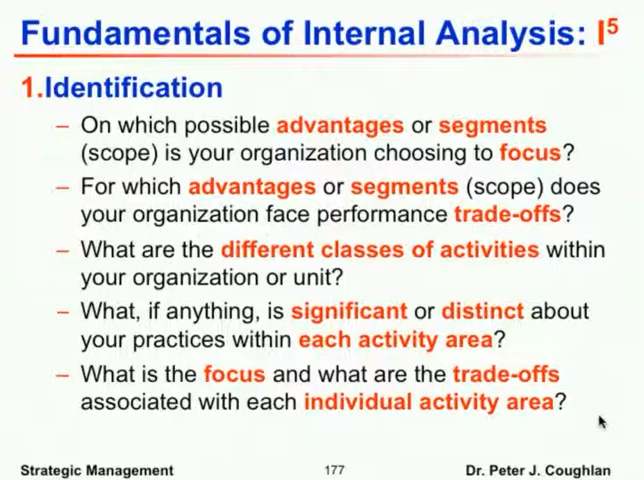 Fundamentals of Internal Analysis: I⁵
1.Identification
– On which possible advantages or segments
(scope) is your organization choosing to focus?
– For which advantages or segments (scope) does
your organization face performance trade-offs?
– What are the different classes of activities within
your organization or unit?
– What, if anything, is significant or distinct about
your practices within each activity area?
– What is the focus and what are the trade-offs
associated with each individual activity area?
Strategic Management 177 Dr. Peter J. Coughlan